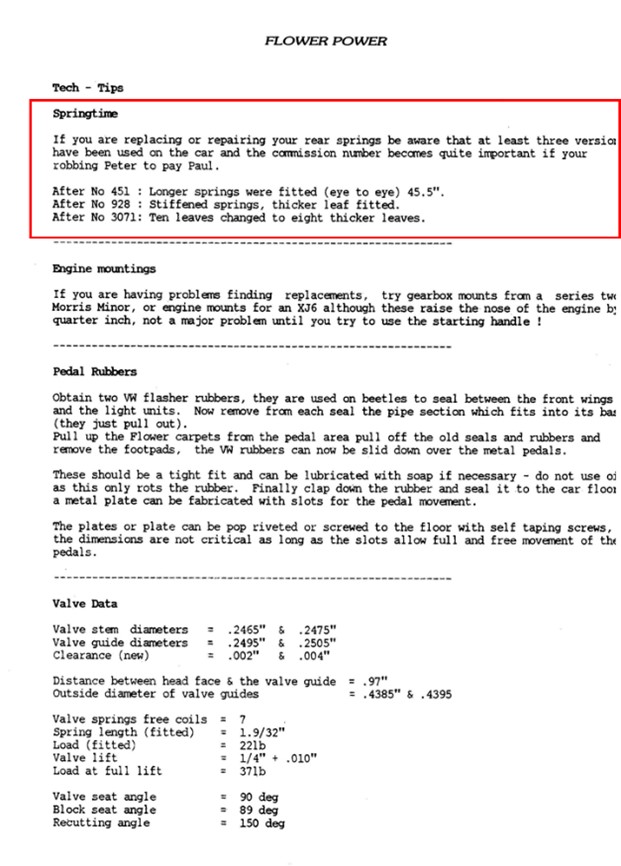 FLOWER POWER
Tech - Tips
Springtime
If you are replacing or repairing your rear springs be aware that at least three version
have been used on the car and the commission number becomes quite important if your
robbing Peter to pay Paul.
After No 451 : Longer springs were fitted (eye to eye) 45.5".
After No 928 : Stiffened springs, thicker leaf fitted.
After No 3071: Ten leaves changed to eight thicker leaves.
--------------------------------------------------------------
Engine mountings
If you are having problems finding replacements, try gearbox mounts from a series two
Morris Minor, or engine mounts for an XJ6 although these raise the nose of the engine by
quarter inch, not a major problem until you try to use the starting handle !
--------------------------------------------------------------
Pedal Rubbers
Obtain two VW flasher rubbers, they are used on beetles to seal between the front wings
and the light units. Now remove from each seal the pipe section which fits into its bas
(they just pull out).
Pull up the Flower carpets from the pedal area pull off the old seals and rubbers and
remove the footpads, the VW rubbers can now be slid down over the metal pedals.
These should be a tight fit and can be lubricated with soap if necessary - do not use oi
as this only rots the rubber. Finally clap down the rubber and seal it to the car floor
a metal plate can be fabricated with slots for the pedal movement.
The plates or plate can be pop riveted or screwed to the floor with self taping screws,
the dimensions are not critical as long as the slots allow full and free movement of the
pedals.
--------------------------------------------------------------
Valve Data
Valve stem diameters = .2465" & .2475"
Valve guide diameters = .2495" & .2505"
Clearance (new) = .002" & .004"
Distance between head face & the valve guide = .97"
Outside diameter of valve guides = .4385" & .4395
Valve springs free coils = 7
Spring length (fitted) = 1.9/32"
Load (fitted) = 22lb
Valve lift = 1/4" + .010"
Load at full lift = 37lb
Valve seat angle = 90 deg
Block seat angle = 89 deg
Recutting angle = 150 deg